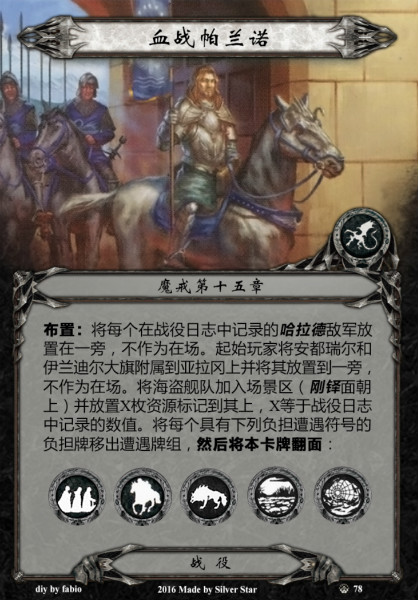 血战帕兰诺
魔戒第十五章
布置：将每个在战役日志中记录的哈拉德敌军放
置在一旁，不作为在场。起始玩家将安都瑞尔和
伊兰迪尔大旗附属到亚拉冈上并将其放置到一旁，
不作为在场。将海盗舰队加入场景区（刚铎面朝
上）并放置X枚资源标记到其上，X等于战役日志
中记录的数值。将每个具有下列负担遭遇符号的
负担牌移出遭遇牌组，然后将本卡牌翻面：
战役
diy by fabio
2016 Made by Silver Star
78